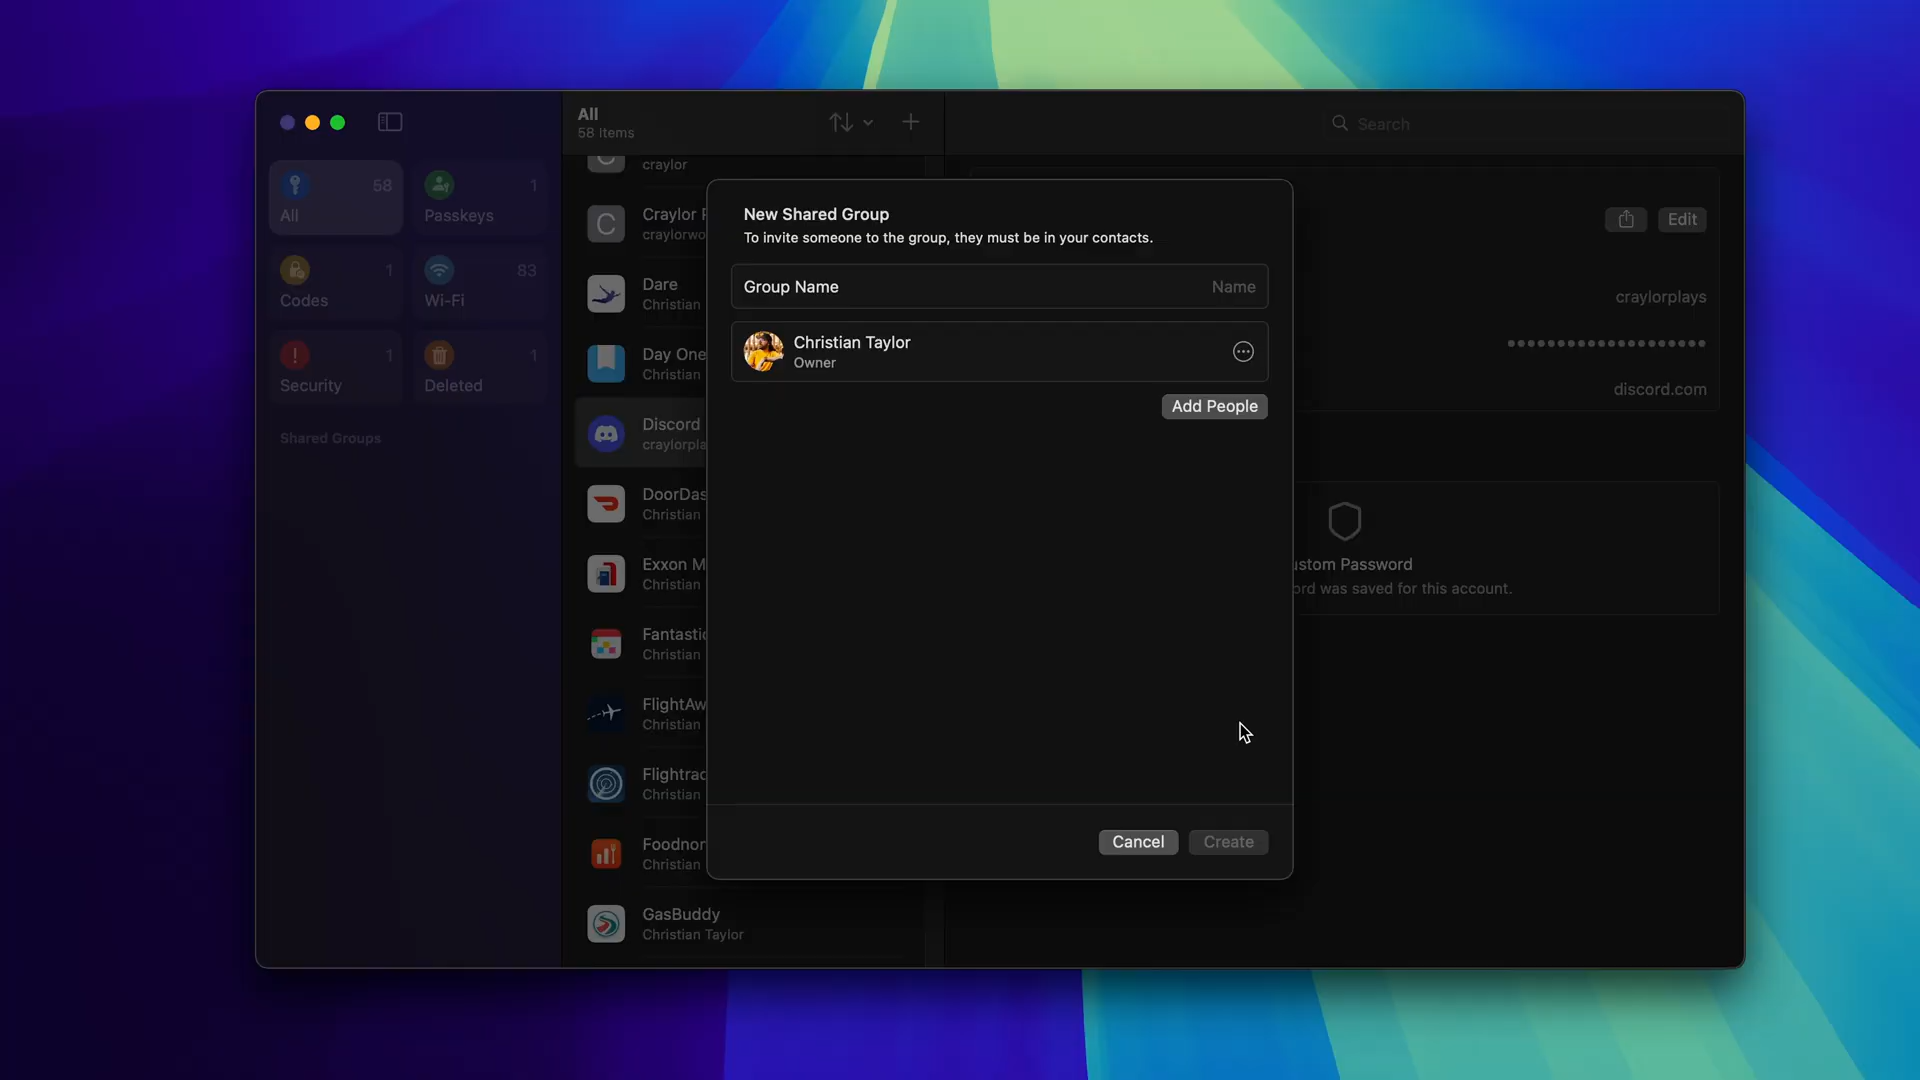 58
All
1
Passkeys
1
Codes
83
Wi-Fi
1
Security
1
Deleted
Shared Groups
All
58 Items
craylor
Craylor
craylorwo
Dare
Christian
Day One
Christian
Discord
craylorpla
DoorDas
Christian
Exxon M
Christian
Fantastic
Christian
FlightAw
Christian
Flightrad
Christian
Foodnor
Christian
GasBuddy
Christian Taylor
New Shared Group
To invite someone to the group, they must be in your contacts.
Group Name
Name
Christian Taylor
Owner
Add People
Cancel
Create
Search
Edit
craylorplays
discord.com
ustom Password
ord was saved for this account.